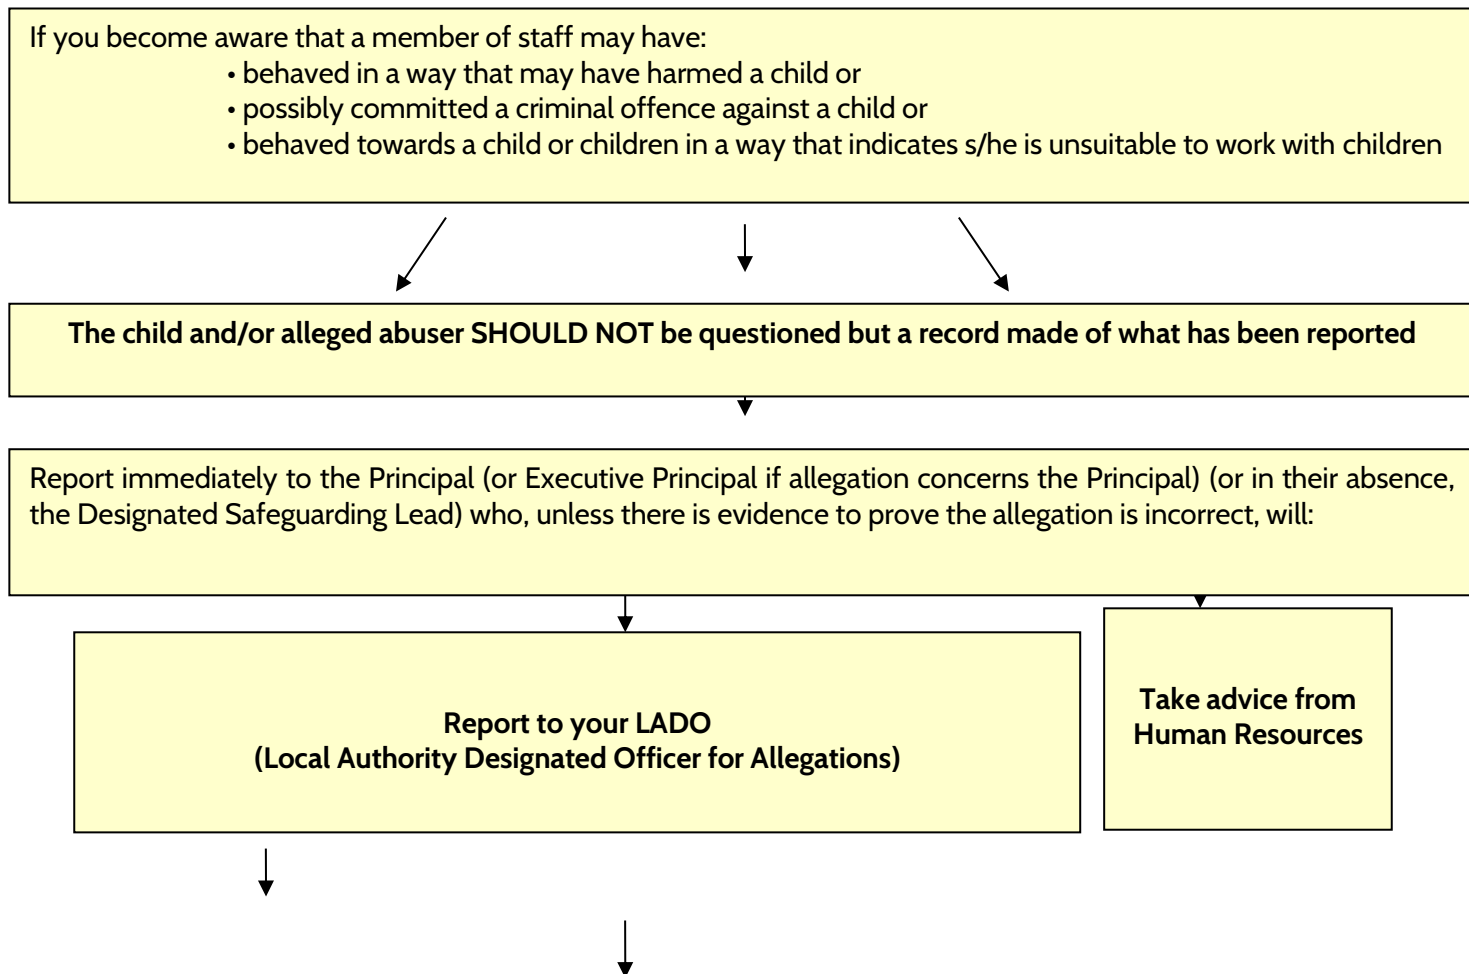 If you become aware that a member of staff may have:
• behaved in a way that may have harmed a child or
• possibly committed a criminal offence against a child or
• behaved towards a child or children in a way that indicates s/he is unsuitable to work with children
The child and/or alleged abuser SHOULD NOT be questioned but a record made of what has been reported
Report immediately to the Principal (or Executive Principal if allegation concerns the Principal) (or in their absence,
the Designated Safeguarding Lead) who, unless there is evidence to prove the allegation is incorrect, will:
Report to your LADO
(Local Authority Designated Officer for Allegations)
Take advice from
Human Resources